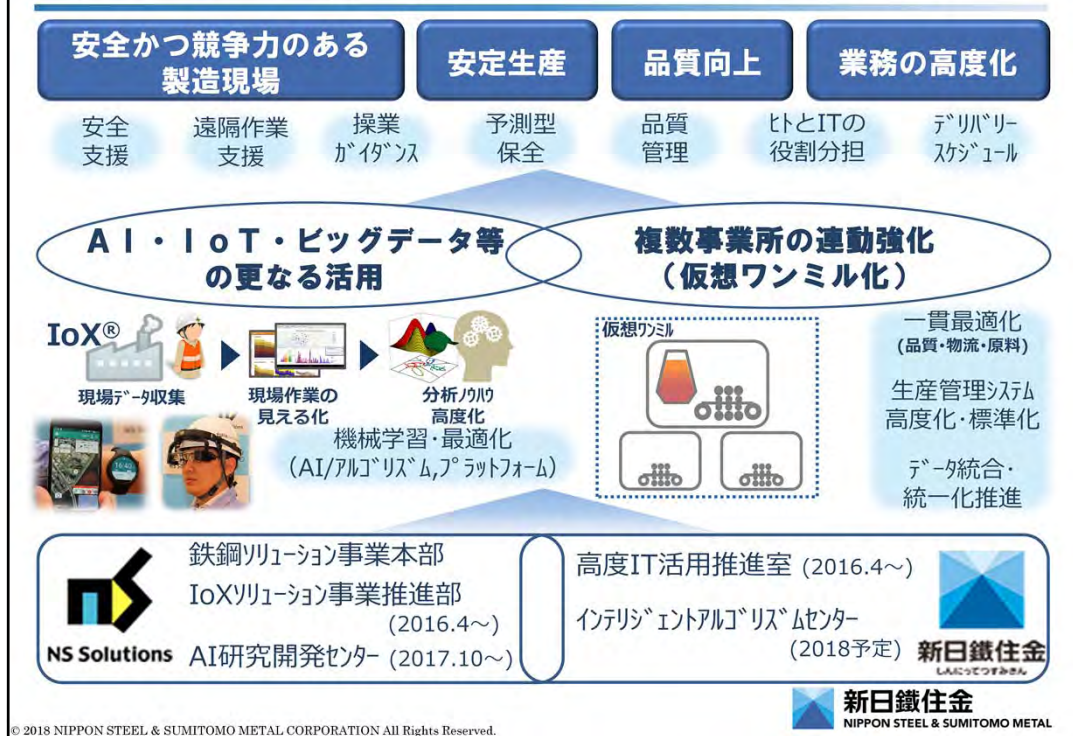 安全かつ競争力のある
製造現場
安定生産
品質向上
業務の高度化
安全
支援
遠隔作業
支援
操業
ｶﾞｲﾀﾞﾝｽ
予測型
保全
品質
管理
ﾋﾄとITの
役割分担
ﾃﾞﾘﾊﾞﾘｰ
ｽｹｼﾞｭｰﾙ
ＡＩ・ＩｏＴ・ビッグデータ等
の更なる活用
複数事業所の連動強化
（仮想ワンミル化）
IoX®
現場ﾃﾞｰﾀ収集
現場作業の
見える化
分析ﾉｳﾊｳ
高度化
機械学習･最適化
(AI/ｱﾙｺﾞﾘｽﾞﾑ,ﾌﾟﾗｯﾄﾌｫｰﾑ)
仮想ﾜﾝﾐﾙ
一貫最適化
(品質･物流･原料)
生産管理ｼｽﾃﾑ
高度化･標準化
ﾃﾞｰﾀ統合･
統一化推進
NS Solutions
鉄鋼ｿﾘｭｰｼｮﾝ事業本部
IoXｿﾘｭｰｼｮﾝ事業推進部
(2016.4～)
AI研究開発ｾﾝﾀｰ (2017.10～)
高度IT活用推進室 (2016.4～)
ｲﾝﾃﾘｼﾞｪﾝﾄｱﾙｺﾞﾘｽﾞﾑｾﾝﾀｰ
(2018予定)
新日鐵住金
しんにってつすみきん
新日鐵住金
NIPPON STEEL & SUMITOMO METAL
© 2018 NIPPON STEEL & SUMITOMO METAL CORPORATION All Rights Reserved.